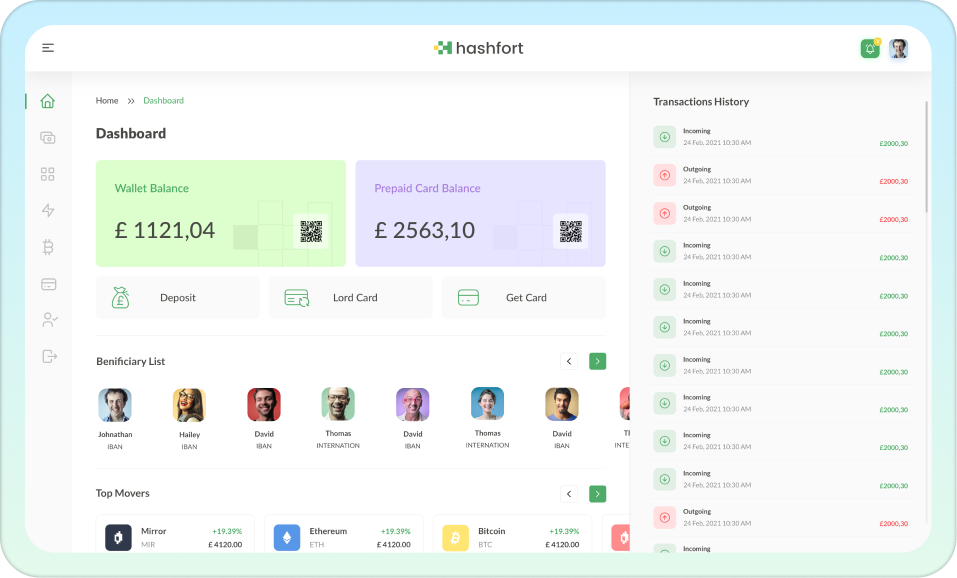 hashfort
Home >> Dashboard
Dashboard
Wallet Balance
£ 1121,04
Prepaid Card Balance
£ 2563,10
Deposit
Lord Card
Get Card
Benificiary List
Johnathan
IBAN
Hailey
IBAN
David
IBAN
Thomas
INTERNATION
David
IBAN
Thomas
INTERNATION
David
IBAN
Th
INTE
Top Movers
Mirror +19.39%
MIR £ 4120.00
Ethereum +19.39%
ETH £ 4120.00
Bitcoin +19.39%
BTC £ 4120.00
Transactions History
Incoming
24 Feb, 2021 10:30 AM £2000,30
Outgoing
24 Feb, 2021 10:30 AM £2000,30
Outgoing
24 Feb, 2021 10:30 AM £2000,30
Incoming
24 Feb, 2021 10:30 AM £2000,30
Incoming
24 Feb, 2021 10:30 AM £2000,30
Incoming
24 Feb, 2021 10:30 AM £2000,30
Incoming
24 Feb, 2021 10:30 AM £2000,30
Incoming
24 Feb, 2021 10:30 AM £2000,30
Incoming
24 Feb, 2021 10:30 AM £2000,30
Incoming
24 Feb, 2021 10:30 AM £2000,30
Outgoing
24 Feb, 2021 10:30 AM £2000,30
Incoming